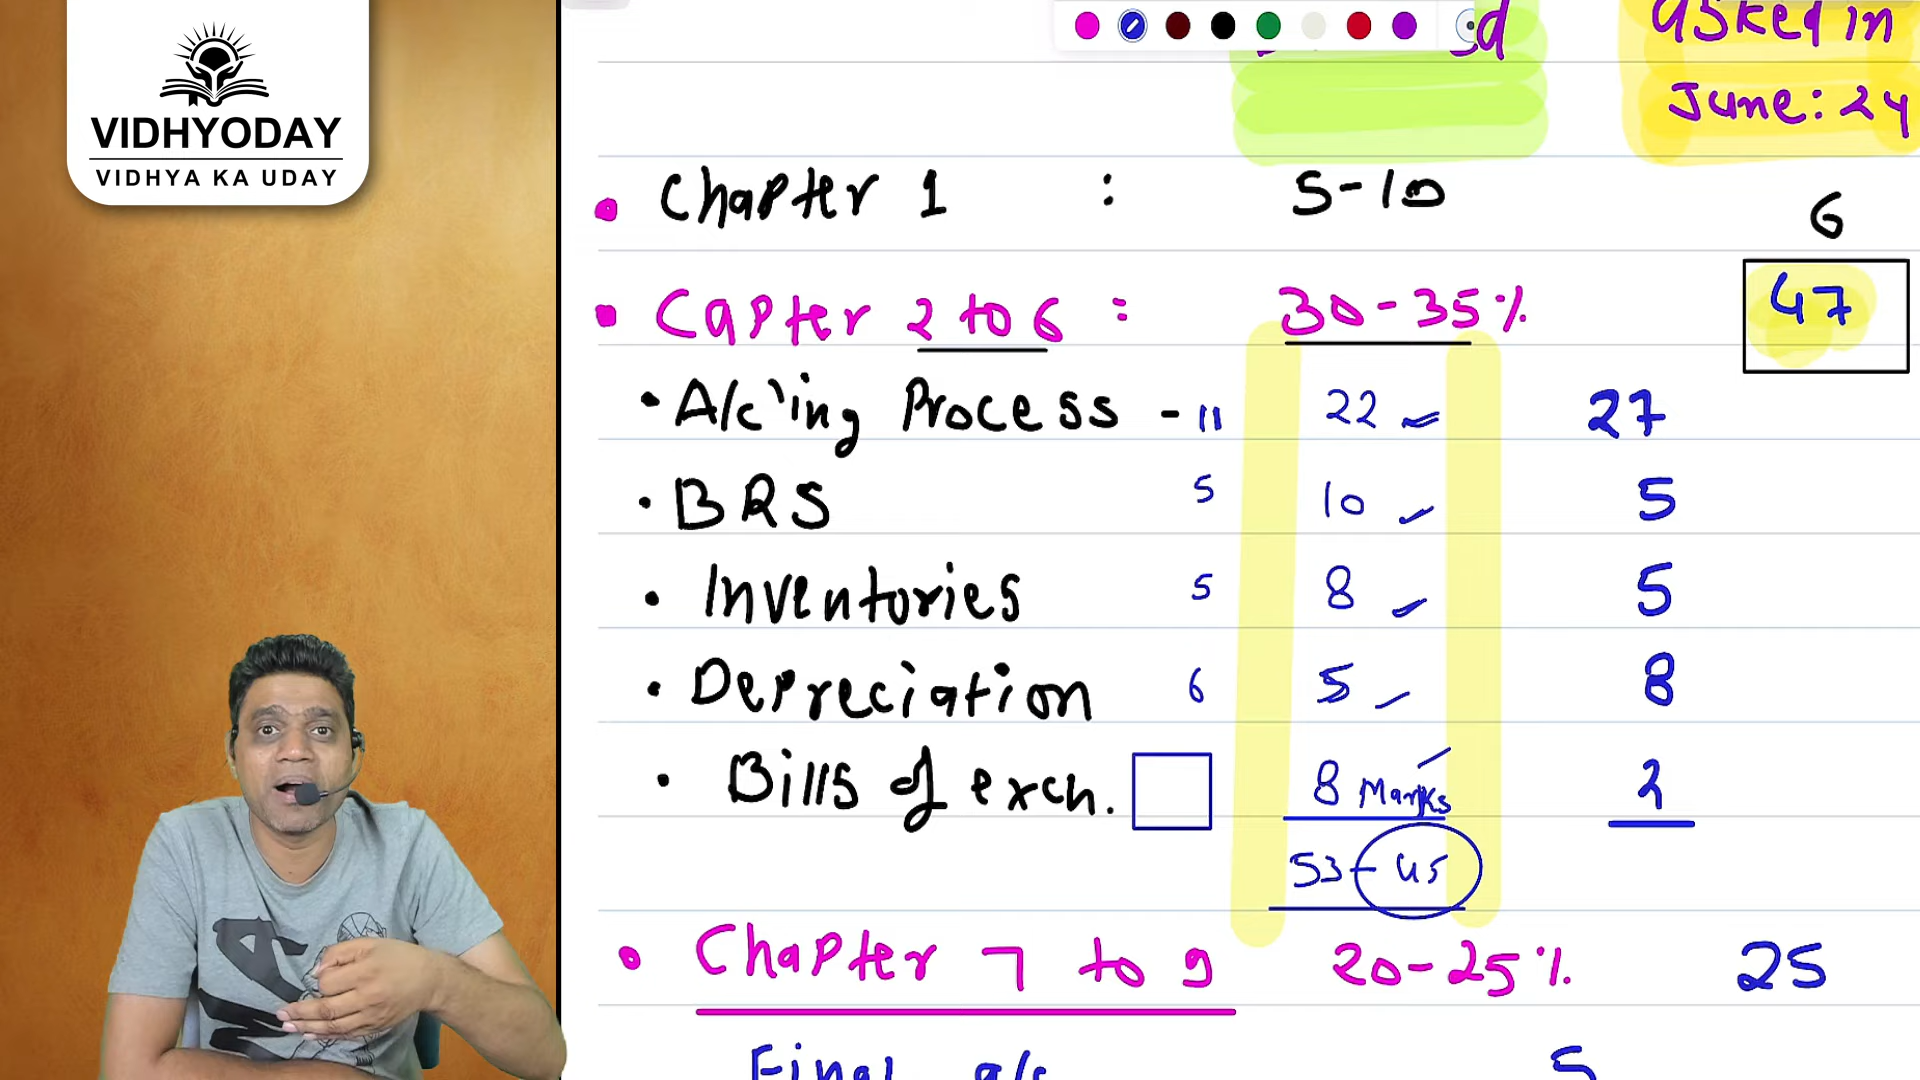 VIDHYODAY
VIDHYA KA UDAY
asked in
June: 24
• Chapter 1 : 5-10 6
• Capter 2 to 6 : 30-35% 47
• A/c'ing Process - 11 22 27
• BRS 5 10 5
• Inventories 5 8 5
• Depreciation 6 5 8
• Bills of exch. 8 Marks 2
53-45
• Chapter 7 to 9 20-25% 25
Final a/c 5